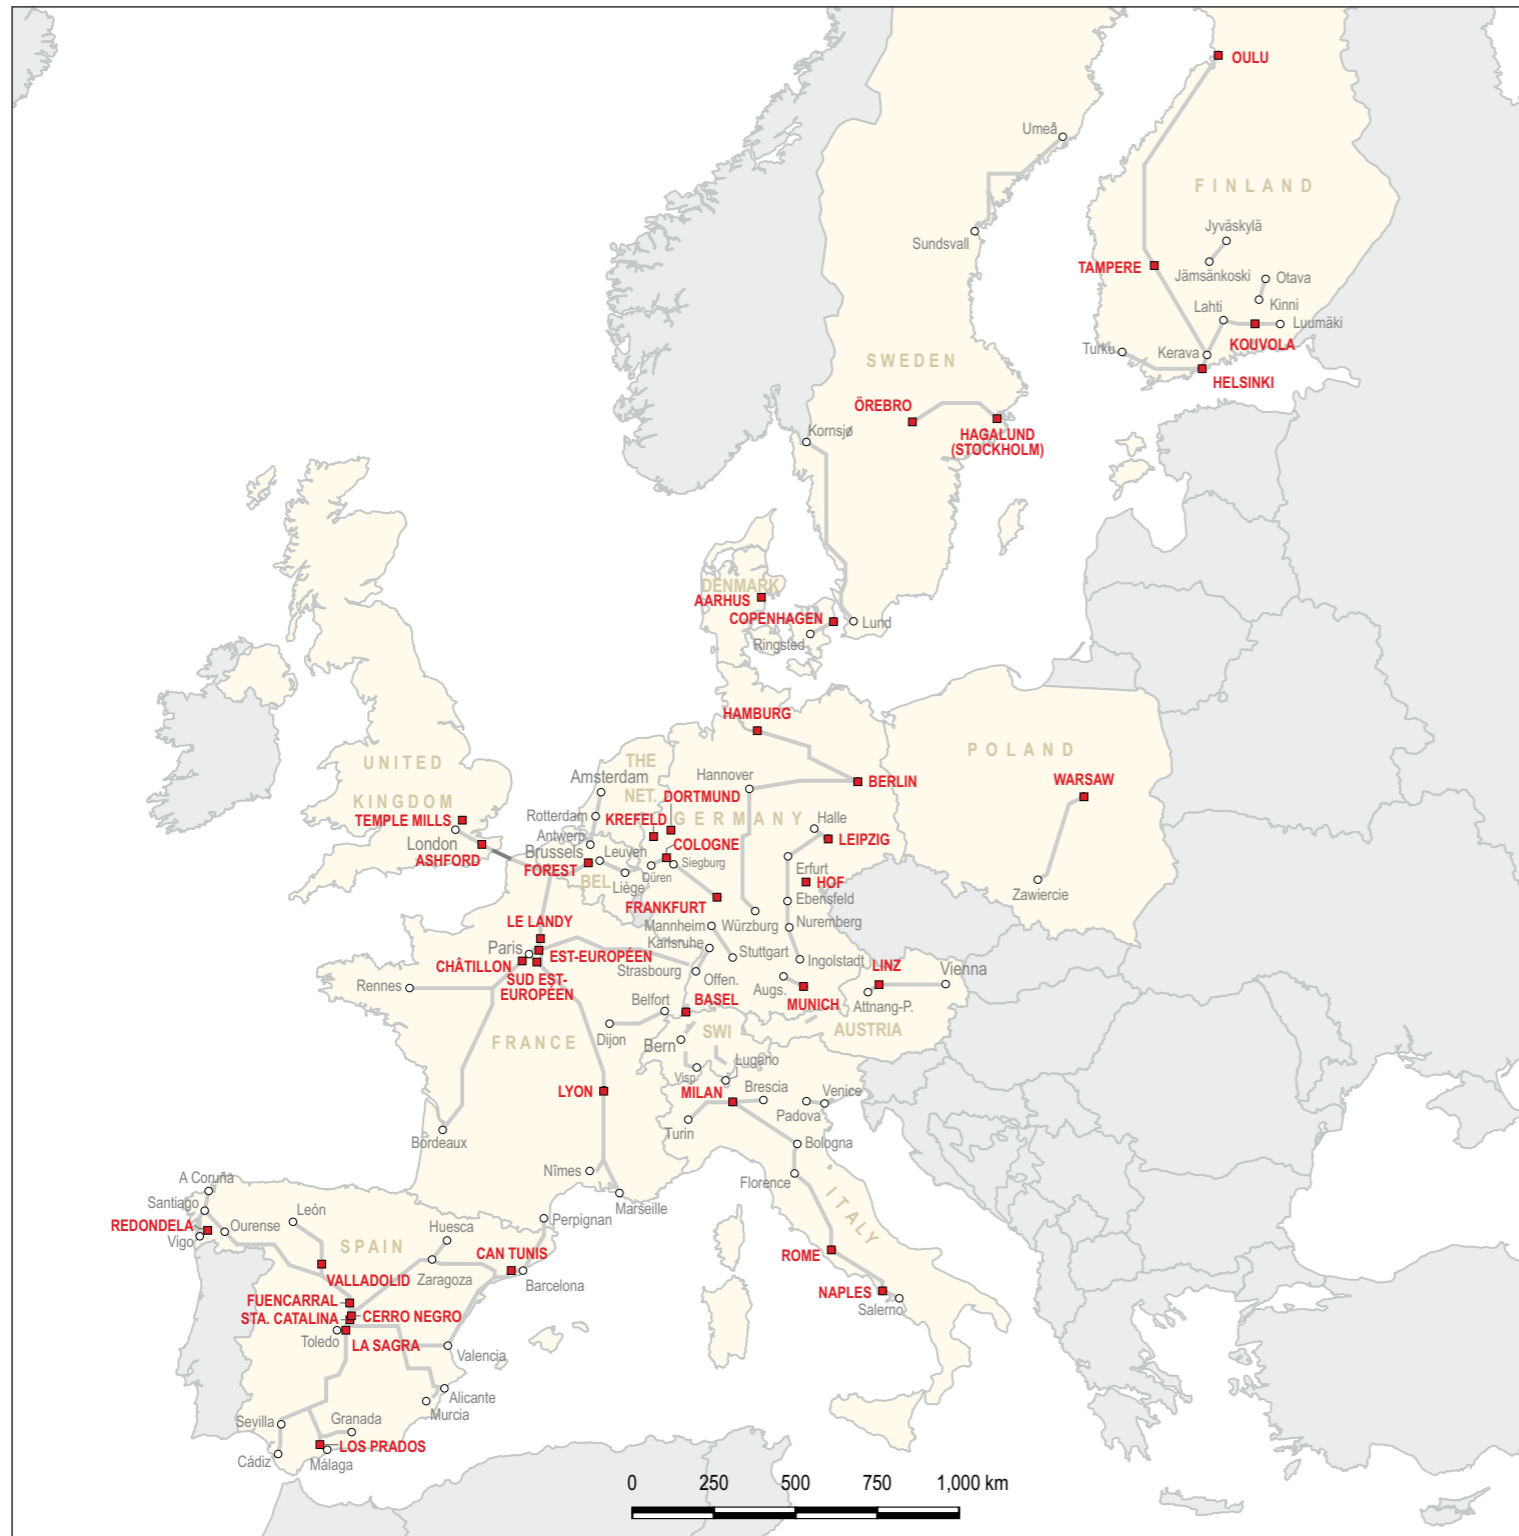 OULU
Umeå
FINLAND
Sundsvall
Jyväskylä
TAMPERE
Jämsänkoski
Otava
Kinni
Lahti
Luumäki
KOUVOLA
Turku
Kerava
HELSINKI
SWEDEN
ÖREBRO
HAGALUND
(STOCKHOLM)
Kornsjø
DENMARK
AARHUS
COPENHAGEN
Ringsted
Lund
HAMBURG
POLAND
UNITED
KINGDOM
THE
NET.
Amsterdam
Hannover
BERLIN
WARSAW
DORTMUND
GERMANY
TEMPLE MILLS
Rotterdam
KREFELD
Halle
London
Antwerp
COLOGNE
LEIPZIG
ASHFORD
Brussels
Leuven
Siegburg
FOREST
Düren
Erfurt
BEL
Liège
HOF
Zawiercie
FRANKFURT
Ebensfeld
LE LANDY
Mannheim
Würzburg
Nuremberg
Paris
Karlsruhe
EST-EUROPÉEN
Stuttgart
CHÂTILLON
Strasbourg
Ingolstadt
LINZ
Vienna
SUD EST-
EUROPÉEN
Offen.
Rennes
Augs.
Attnang-P.
Belfort
BASEL
MUNICH
FRANCE
Dijon
Bern
SWI
AUSTRIA
Lugano
Visp
LYON
MILAN
Brescia
Venice
Padova
Turin
Bordeaux
Bologna
Nîmes
Florence
A Coruña
Marseille
Santiago
León
ITALY
REDONDELA
Ourense
Huesca
Perpignan
Vigo
SPAIN
CAN TUNIS
ROME
VALLADOLID
Zaragoza
Barcelona
NAPLES
FUENCARRAL
Salerno
STA. CATALINA
CERRO NEGRO
Toledo
LA SAGRA
Valencia
Alicante
Murcia
Sevilla
Granada
LOS PRADOS
Cádiz
Málaga
0 250 500 750 1,000 km